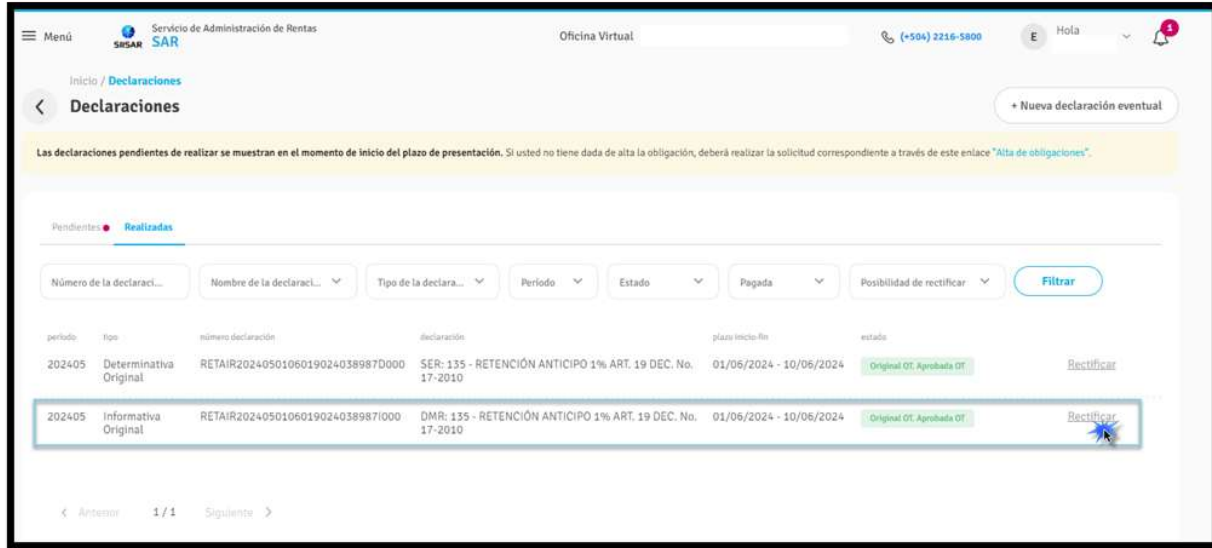 Menú
SIISAR
Servicio de Administración de Rentas
SAR
Oficina Virtual
(+504) 2216-5800
E
Hola
1
Inicio / Declaraciones
Declaraciones
+ Nueva declaración eventual
Las declaraciones pendientes de realizar se muestran en el momento de inicio del plazo de presentación. Si usted no tiene dada de alta la obligación, deberá realizar la solicitud correspondiente a través de este enlace "Alta de obligaciones".
Pendientes Realizadas
Número de la declaraci... Nombre de la declaraci... Tipo de la declara... Período Estado Pagada Posibilidad de rectificar Filtrar
período tipo número declaración declaración plazo inicio-fin estado
202405 Determinativa RETAIR2024050106019024038987D000 SER: 135 - RETENCIÓN ANTICIPO 1% ART. 19 DEC. No. 01/06/2024 - 10/06/2024 Original OT. Aprobada OT Rectificar
Original 17-2010
202405 Informativa RETAIR2024050106019024038987I000 DMR: 135 - RETENCIÓN ANTICIPO 1% ART. 19 DEC. No. 01/06/2024 - 10/06/2024 Original OT. Aprobada OT Rectificar
Original 17-2010
< Anterior 1 / 1 Siguiente >